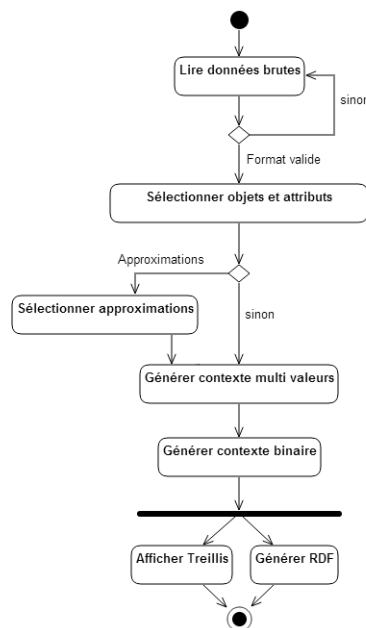 Lire données brutes
sinon
Format valide
Sélectionner objets et attributs
Approximations
Sélectionner approximations
sinon
Générer contexte multi valeurs
Générer contexte binaire
Afficher Treillis
Générer RDF